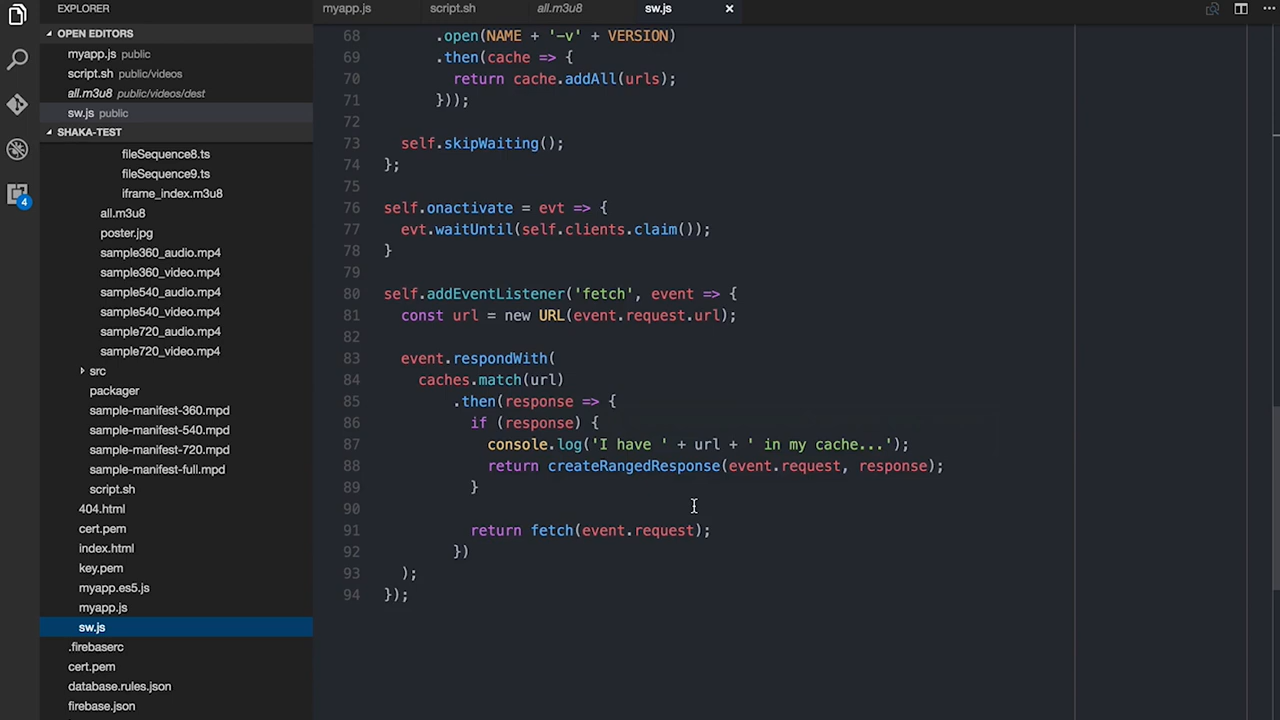 EXPLORER
OPEN EDITORS
myapp.js public
script.sh public/videos
all.m3u8 public/videos/dest
sw.js public
SHAKA-TEST
fileSequence8.ts
fileSequence9.ts
iframe_index.m3u8
all.m3u8
poster.jpg
sample360_audio.mp4
sample360_video.mp4
sample540_audio.mp4
sample540_video.mp4
sample720_audio.mp4
sample720_video.mp4
src
packager
sample-manifest-360.mpd
sample-manifest-540.mpd
sample-manifest-720.mpd
sample-manifest-full.mpd
script.sh
404.html
cert.pem
index.html
key.pem
myapp.es5.js
myapp.js
sw.js
.firebaserc
cert.pem
database.rules.json
firebase.json
4
myapp.js script.sh all.m3u8 sw.js
68 .open(NAME + '-v' + VERSION)
69 .then(cache => {
70 return cache.addAll(urls);
71 }));
72
73 self.skipWaiting();
74 };
75
76 self.onactivate = evt => {
77 evt.waitUntil(self.clients.claim());
78 }
79
80 self.addEventListener('fetch', event => {
81 const url = new URL(event.request.url);
82
83 event.respondWith(
84 caches.match(url)
85 .then(response => {
86 if (response) {
87 console.log('I have ' + url + ' in my cache...');
88 return createRangedResponse(event.request, response);
89 }
90
91 return fetch(event.request);
92 })
93 );
94 });